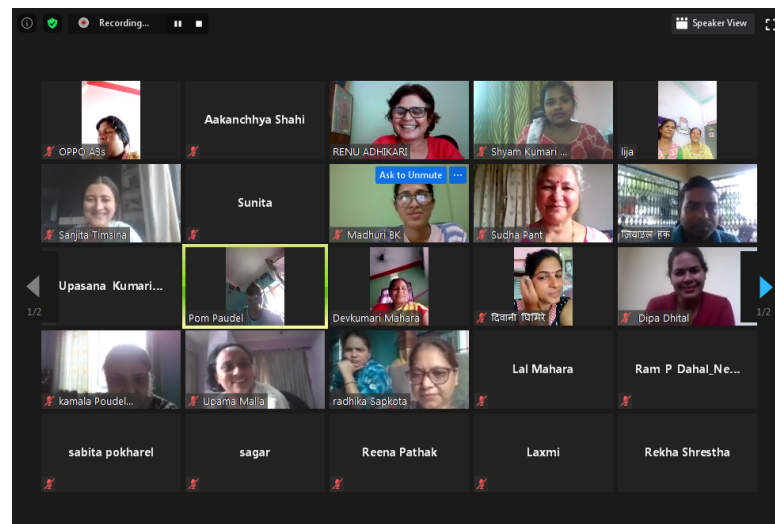 Recording...
Speaker View
OPPO A3s
Aakanchhya Shahi
RENU ADHIKARI
Shyam Kumari ...
lija
Sanjita Timsina
Sunita
Ask to Unmute ...
Madhuri BK
Sudha Pant
जियाउल हक
Upasana Kumari...
Pom Paudel
Devkumari Mahara
दिवानी घिमिरे
Dipa Dhital
1/2
1/2
kamala Poudel...
Upama Malla
radhika Sapkota
Lal Mahara
Ram P Dahal_Ne...
sabita pokharel
sagar
Reena Pathak
Laxmi
Rekha Shrestha